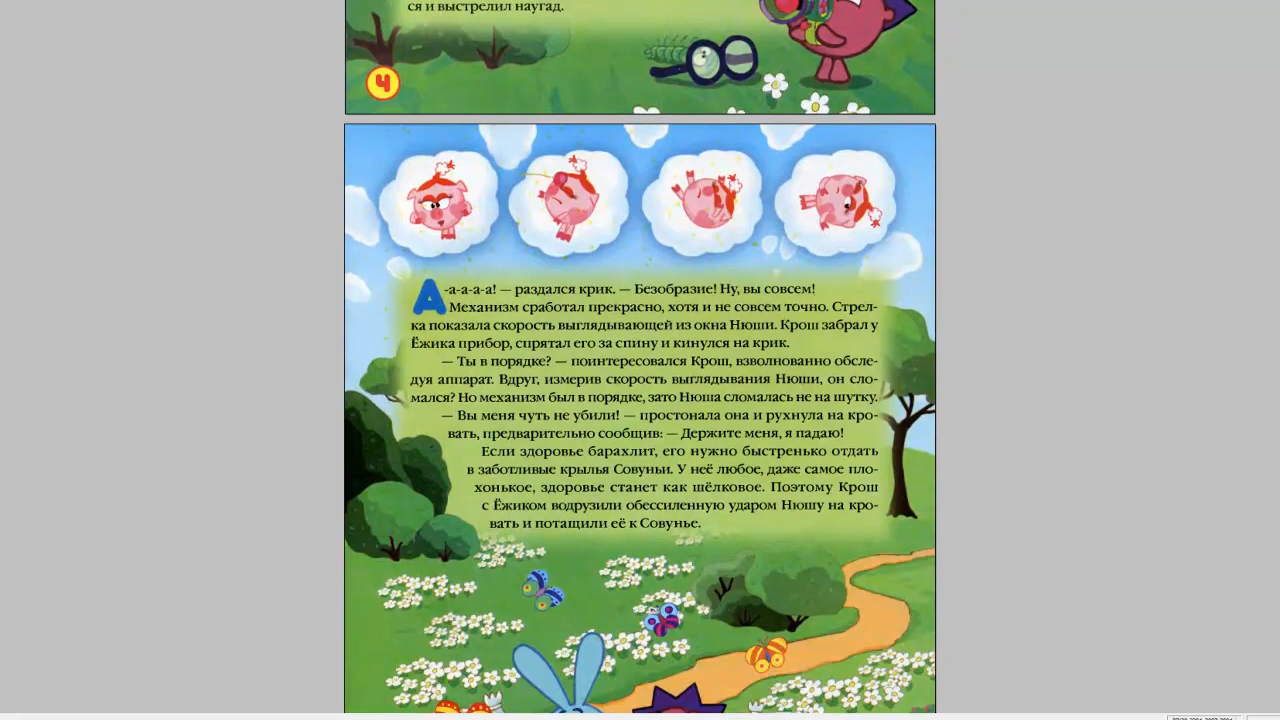 ся и выстрелил наугад.
4
А-а-а-а-а! — раздался крик. — Безобразие! Ну, вы совсем!
Механизм сработал прекрасно, хотя и не совсем точно. Стрел-
ка показала скорость выглядывающей из окна Нюши. Крош забрал у
Ёжика прибор, спрятал его за спину и кинулся на крик.
— Ты в порядке? — поинтересовался Крош, взволнованно обсле-
дуя аппарат. Вдруг, измерив скорость выглядывания Нюши, он сло-
мался? Но механизм был в порядке, зато Нюша сломалась не на шутку.
— Вы меня чуть не убили! — простонала она и рухнула на кро-
вать, предварительно сообщив: — Держите меня, я падаю!
Если здоровье барахлит, его нужно быстренько отдать
в заботливые крылья Совуньи. У неё любое, даже самое пло-
хонькое, здоровье станет как шёлковое. Поэтому Крош
с Ёжиком водрузили обессиленную ударом Нюшу на кро-
вать и потащили её к Совунье.